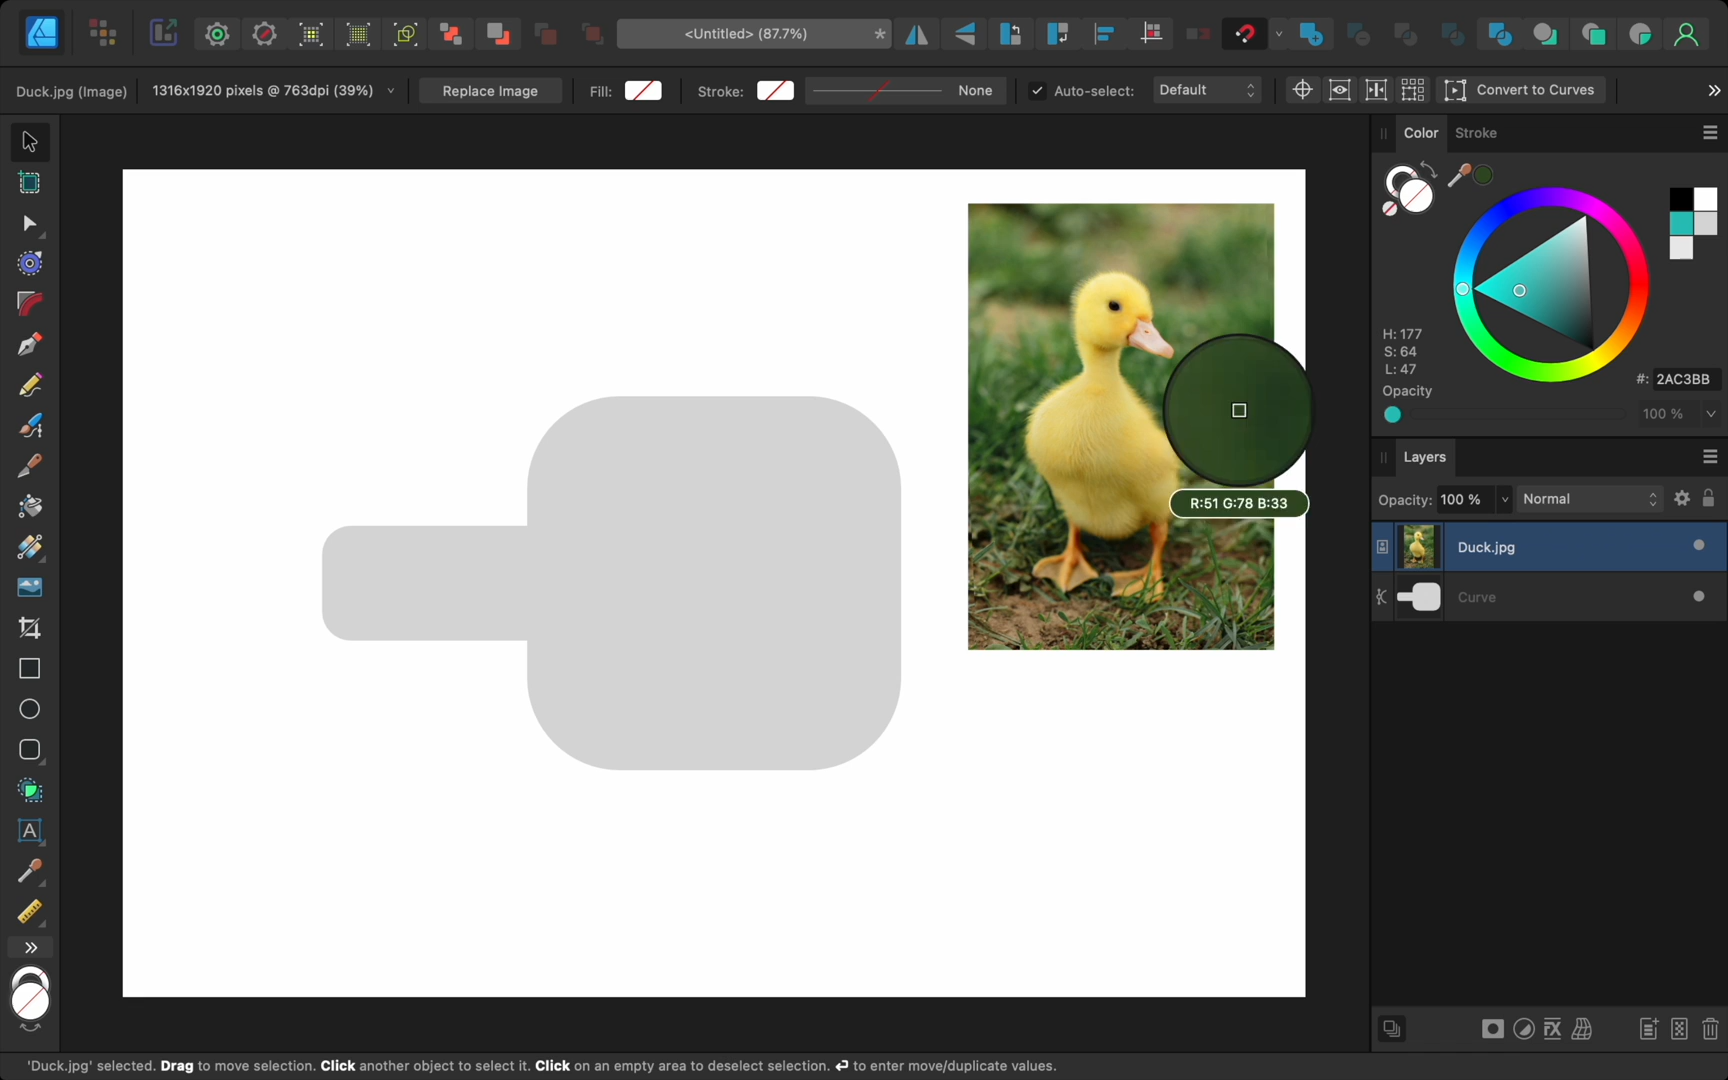 <Untitled> (87.7%)
*
Duck.jpg (Image)
1316x1920 pixels @ 763dpi (39%)
Replace Image
Fill:
Stroke:
None
Auto-select:
Default
Convert to Curves
Color
Stroke
H: 177
S: 64
L: 47
#: 2AC3BB
Opacity
100 %
R:51 G:78 B:33
Layers
Opacity: 100 %
Normal
Duck.jpg
Curve
A
FX
'Duck.jpg' selected. Drag to move selection. Click another object to select it. Click on an empty area to deselect selection. ↵ to enter move/duplicate values.